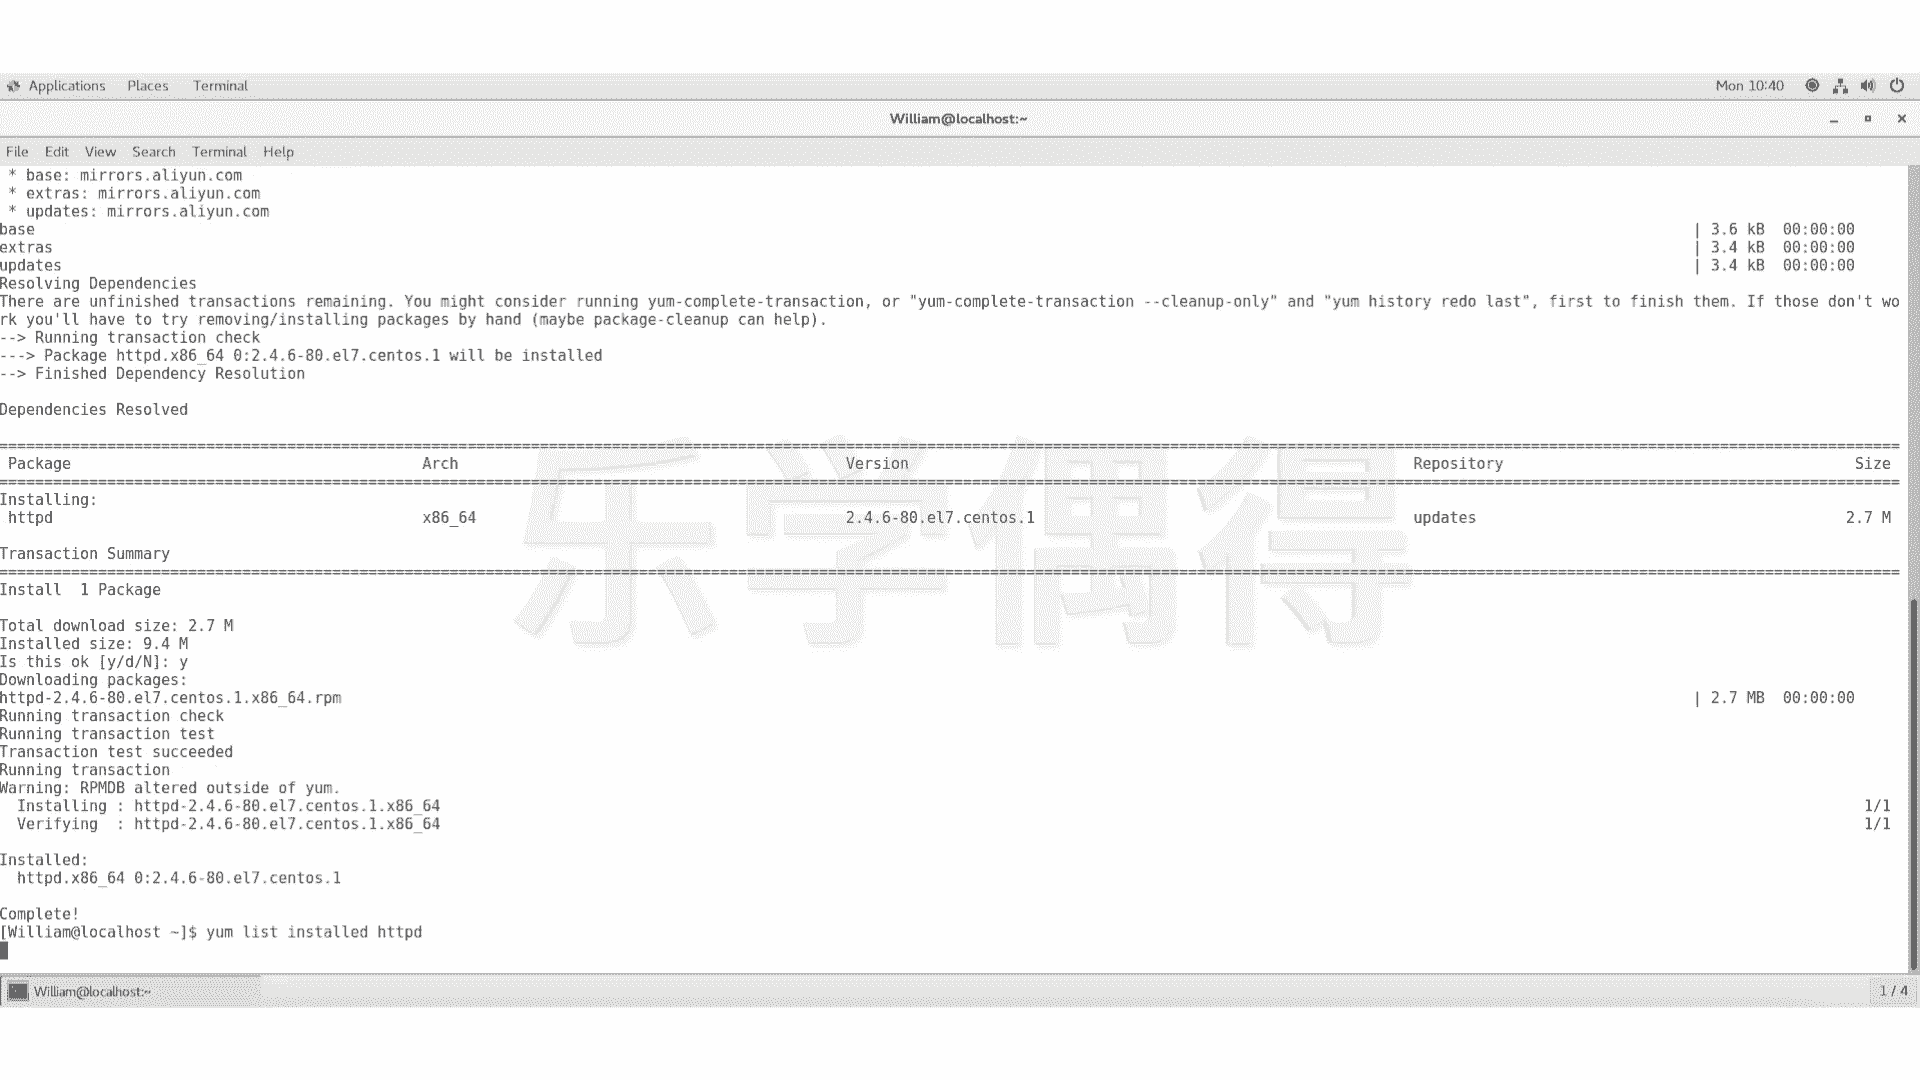 Applications Places Terminal Mon 10:40
William@localhost:~
File Edit View Search Terminal Help
* base: mirrors.aliyun.com
* extras: mirrors.aliyun.com
* updates: mirrors.aliyun.com
base | 3.6 kB 00:00:00
extras | 3.4 kB 00:00:00
updates | 3.4 kB 00:00:00
Resolving Dependencies
There are unfinished transactions remaining. You might consider running yum-complete-transaction, or "yum-complete-transaction --cleanup-only" and "yum history redo last", first to finish them. If those don't wo
rk you'll have to try removing/installing packages by hand (maybe package-cleanup can help).
--> Running transaction check
---> Package httpd.x86_64 0:2.4.6-80.el7.centos.1 will be installed
--> Finished Dependency Resolution
Dependencies Resolved
Package Arch Version Repository Size
Installing:
httpd x86_64 2.4.6-80.el7.centos.1 updates 2.7 M
Transaction Summary
Install 1 Package
Total download size: 2.7 M
Installed size: 9.4 M
Is this ok [y/d/N]: y
Downloading packages:
httpd-2.4.6-80.el7.centos.1.x86_64.rpm | 2.7 MB 00:00:00
Running transaction check
Running transaction test
Transaction test succeeded
Running transaction
Warning: RPMDB altered outside of yum.
Installing : httpd-2.4.6-80.el7.centos.1.x86_64 1/1
Verifying : httpd-2.4.6-80.el7.centos.1.x86_64 1/1
Installed:
httpd.x86_64 0:2.4.6-80.el7.centos.1
Complete!
[William@localhost ~]$ yum list installed httpd
William@localhost:~ 1 / 4
乐学偶得